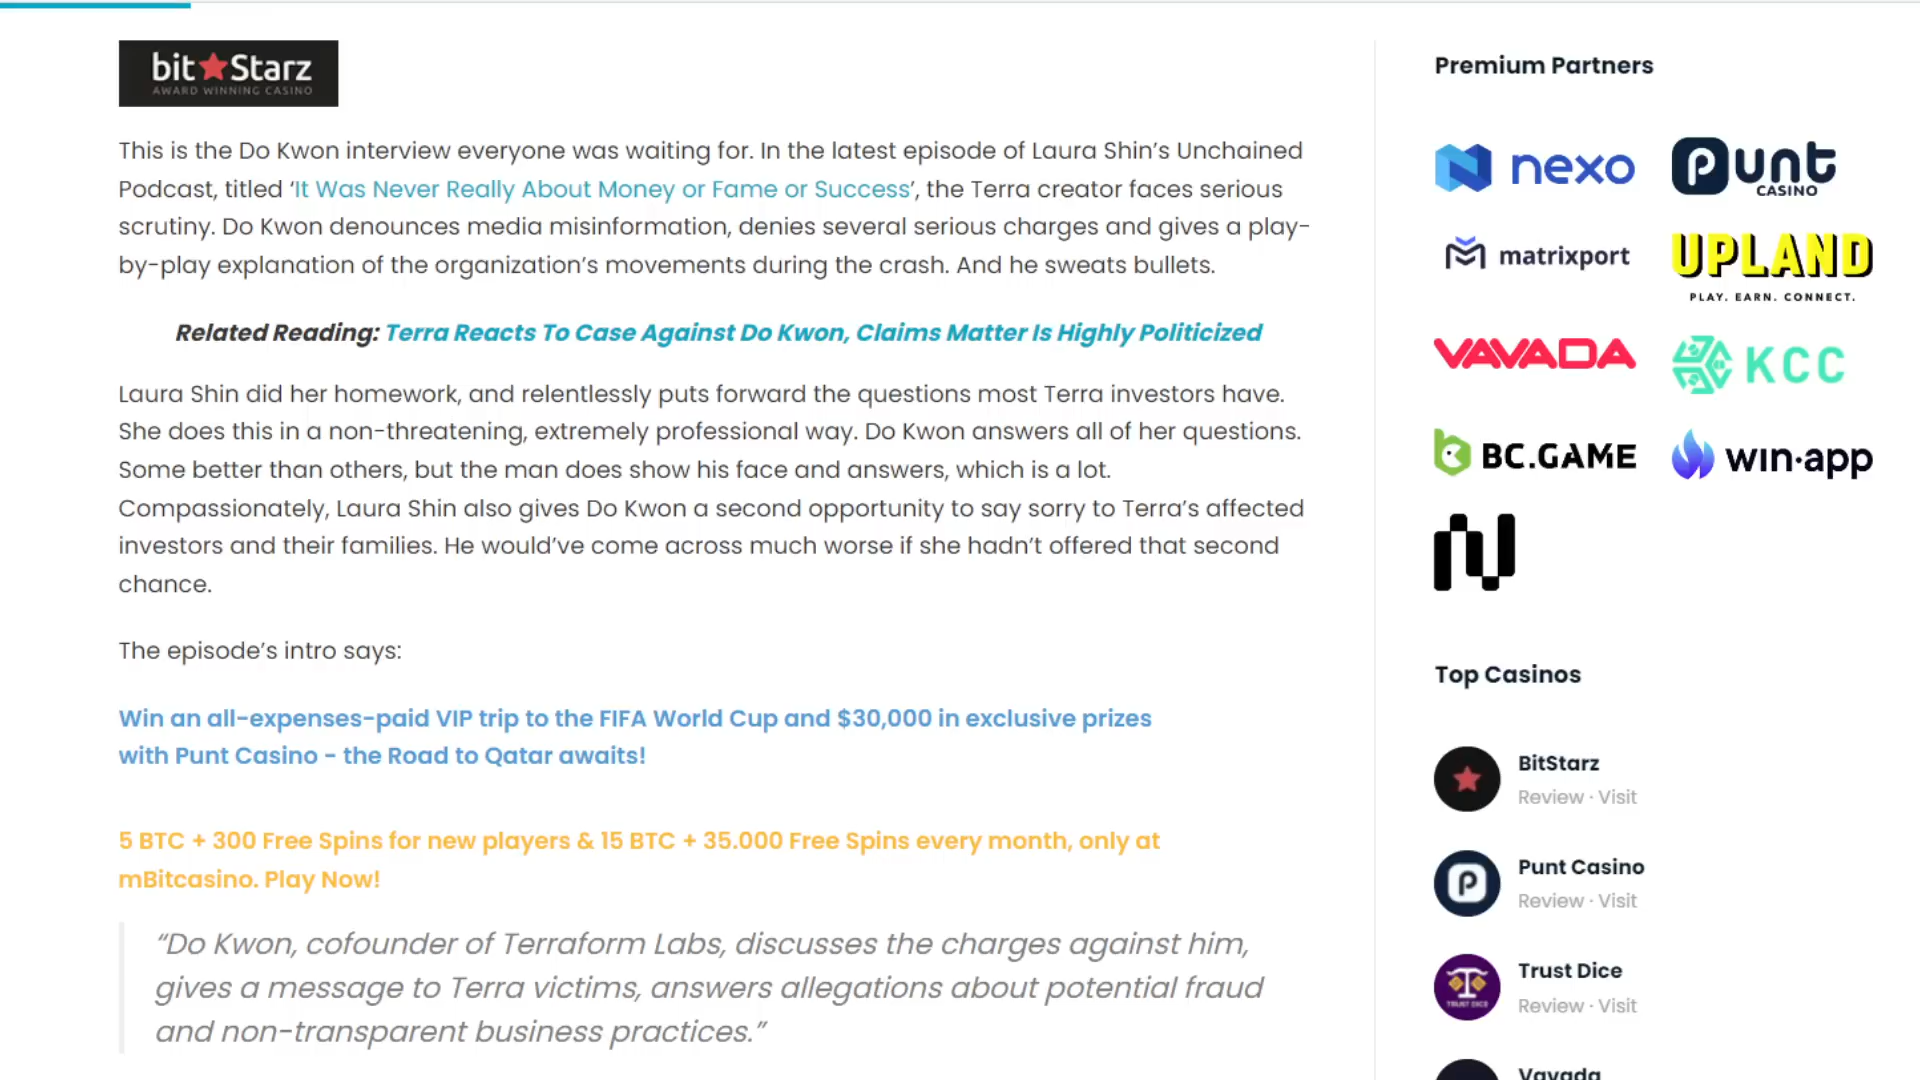 bit Starz
AWARD WINNING CASINO
This is the Do Kwon interview everyone was waiting for. In the latest episode of Laura Shin’s Unchained
Podcast, titled ‘It Was Never Really About Money or Fame or Success’, the Terra creator faces serious
scrutiny. Do Kwon denounces media misinformation, denies several serious charges and gives a play-
by-play explanation of the organization’s movements during the crash. And he sweats bullets.
Related Reading: Terra Reacts To Case Against Do Kwon, Claims Matter Is Highly Politicized
Laura Shin did her homework, and relentlessly puts forward the questions most Terra investors have.
She does this in a non-threatening, extremely professional way. Do Kwon answers all of her questions.
Some better than others, but the man does show his face and answers, which is a lot.
Compassionately, Laura Shin also gives Do Kwon a second opportunity to say sorry to Terra’s affected
investors and their families. He would’ve come across much worse if she hadn’t offered that second
chance.
The episode’s intro says:
Win an all-expenses-paid VIP trip to the FIFA World Cup and $30,000 in exclusive prizes
with Punt Casino - the Road to Qatar awaits!
5 BTC + 300 Free Spins for new players & 15 BTC + 35.000 Free Spins every month, only at
mBitcasino. Play Now!
“Do Kwon, cofounder of Terraform Labs, discusses the charges against him,
gives a message to Terra victims, answers allegations about potential fraud
and non-transparent business practices.”
Premium Partners
nexo
Punt
CASINO
matrixport
UPLAND
PLAY. EARN. CONNECT.
VAVADA
KCC
BC.GAME
win·app
Top Casinos
BitStarz
Review · Visit
Punt Casino
Review · Visit
Trust Dice
TRUST DICE
Review · Visit
Vavada